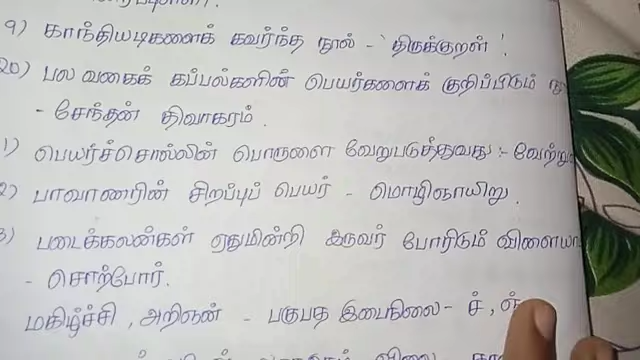 9) காந்தியடிகளைக் கவர்ந்த நூல் - 'திருக்குறள்'.
20) பல வகைக் கப்பல்களின் பெயர்களைக் குறிப்பிடும்
- சேந்தன் திவாகரம்.
1) பெயர்ச்சொல்லின் பொருளை வேறுபடுத்துவது :-
2) பாவாணரின் சிறப்புப் பெயர் - மொழிஞாயிறு.
3) படைக்கலன்கள் ஏதுமின்றி இருவர் போரிடும்
- சொற்போர்.
மகிழ்ச்சி, அறிஞன் - பகுபத இடைநிலை - ச், ஞ்